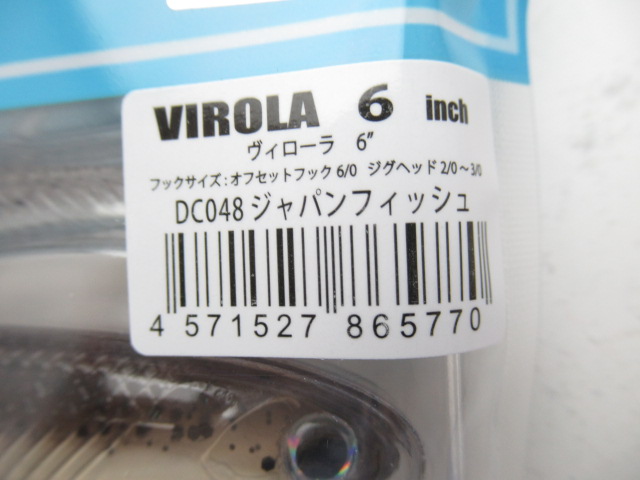 VIROLA 6 inch
ヴィローラ 6″
フックサイズ：オフセットフック 6/0 ジグヘッド 2/0～3/0
DC048 ジャパンフィッシュ
4 571527 865770